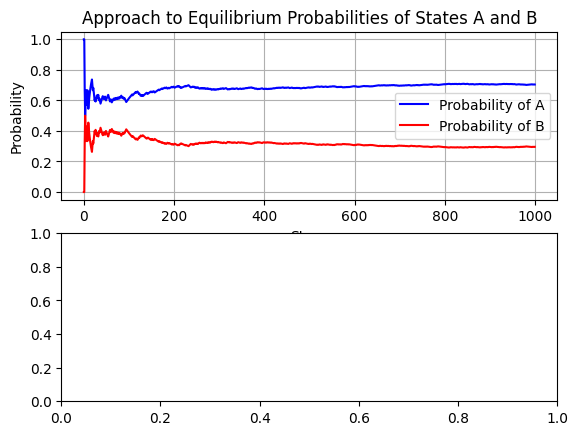 Approach to Equilibrium Probabilities of States A and B
1.0
0.8
0.6
0.4
0.2
0.0
Probability
Probability of A
Probability of B
0 200 400 600 800 1000
1.0
0.8
0.6
0.4
0.2
0.0
0.0 0.2 0.4 0.6 0.8 1.0